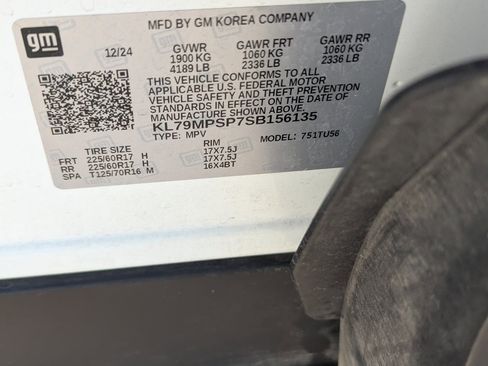 gm
MFD BY GM KOREA COMPANY
12/24 GVWR GAWR FRT GAWR RR
1900 KG 1060 KG 1060 KG
4189 LB 2336 LB 2336 LB
THIS VEHICLE CONFORMS TO ALL
APPLICABLE U.S. FEDERAL MOTOR
VEHICLE SAFETY AND THEFT PREVENTION
STANDARDS IN EFFECT ON THE DATE OF
MANUFACTURE SHOWN ABOVE.
KL79MPSP7SB156135
TYPE: MPV MODEL: 751TU56
TIRE SIZE RIM
FRT 225/60R17 H 17X7.5J
RR 225/60R17 H 17X7.5J
SPA T125/70R16 M 16X4BT